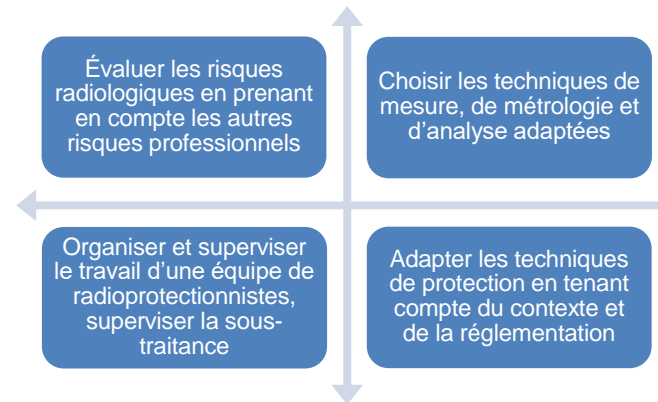 Évaluer les risques
radiologiques en prenant
en compte les autres
risques professionnels
Choisir les techniques de
mesure, de métrologie et
d'analyse adaptées
Organiser et superviser
le travail d'une équipe de
radioprotectionnistes,
superviser la sous-
traitance
Adapter les techniques
de protection en tenant
compte du contexte et
de la réglementation